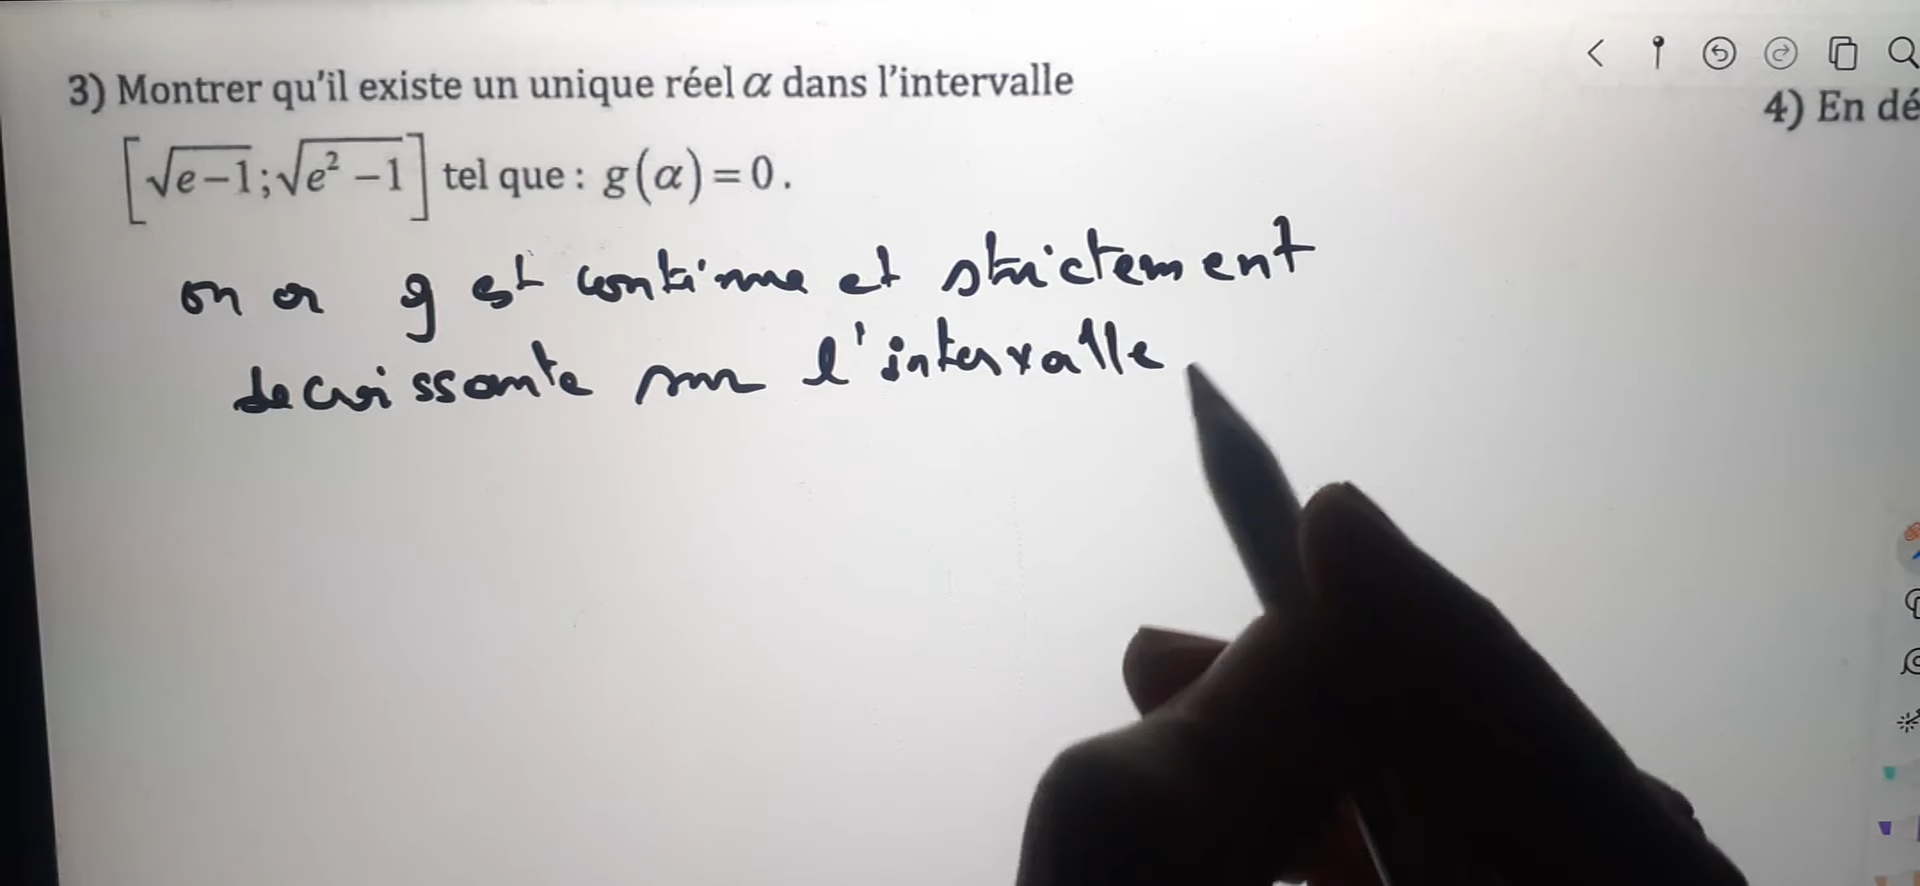 3) Montrer qu'il existe un unique réel α dans l'intervalle
[√e−1;√e² −1] tel que : g(α)=0.
4) En dé
on a g est continue et strictement
decroissante sur l'intervalle